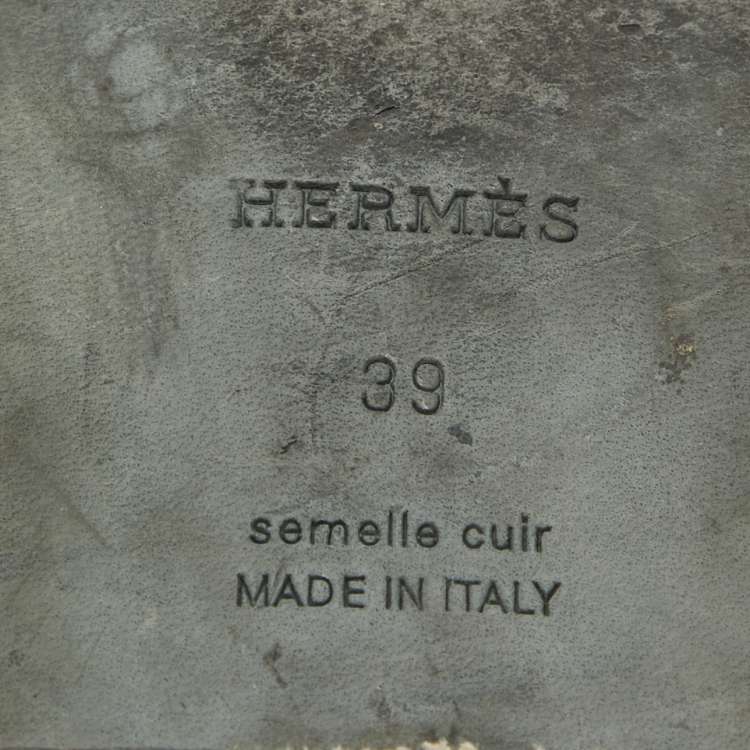 HERMÈS
39
semelle cuir
MADE IN ITALY